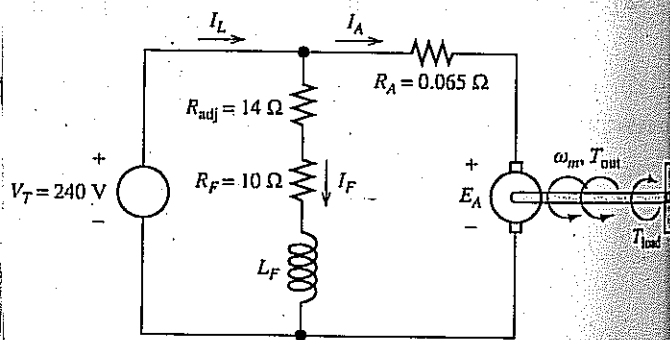 I_L
I_A
R_A = 0.065 Ω
R_adj = 14 Ω
+
V_T = 240 V
−
R_F = 10 Ω
I_F
+
E_A
−
ω_m, T_out
T_load
L_F